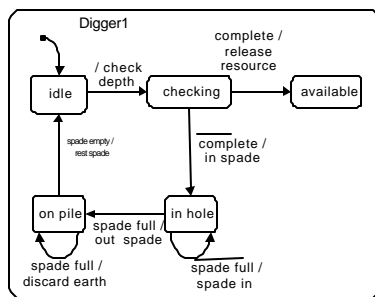 Digger1
complete /
release
resource
/ check
depth
idle
checking
available
spade empty /
rest spade
complete /
in spade
on pile
in hole
spade full /
out spade
spade full /
discard earth
spade full /
spade in